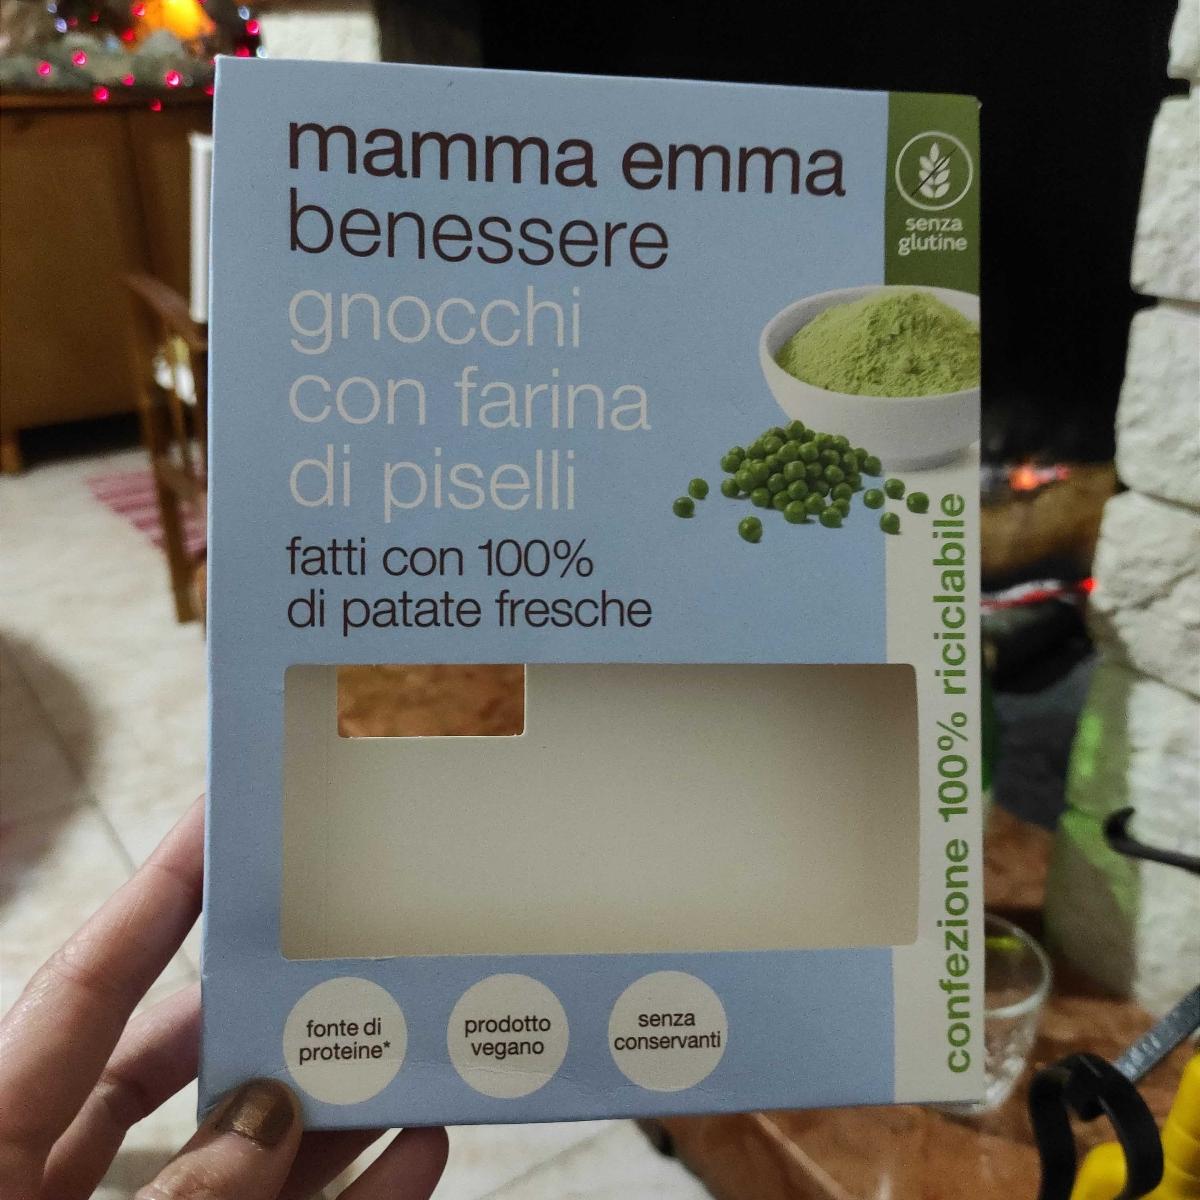 mamma emma
benessere
gnocchi
con farina
di piselli
fatti con 100%
di patate fresche
senza
glutine
confezione 100% riciclabile
fonte di
proteine*
prodotto
vegano
senza
conservanti